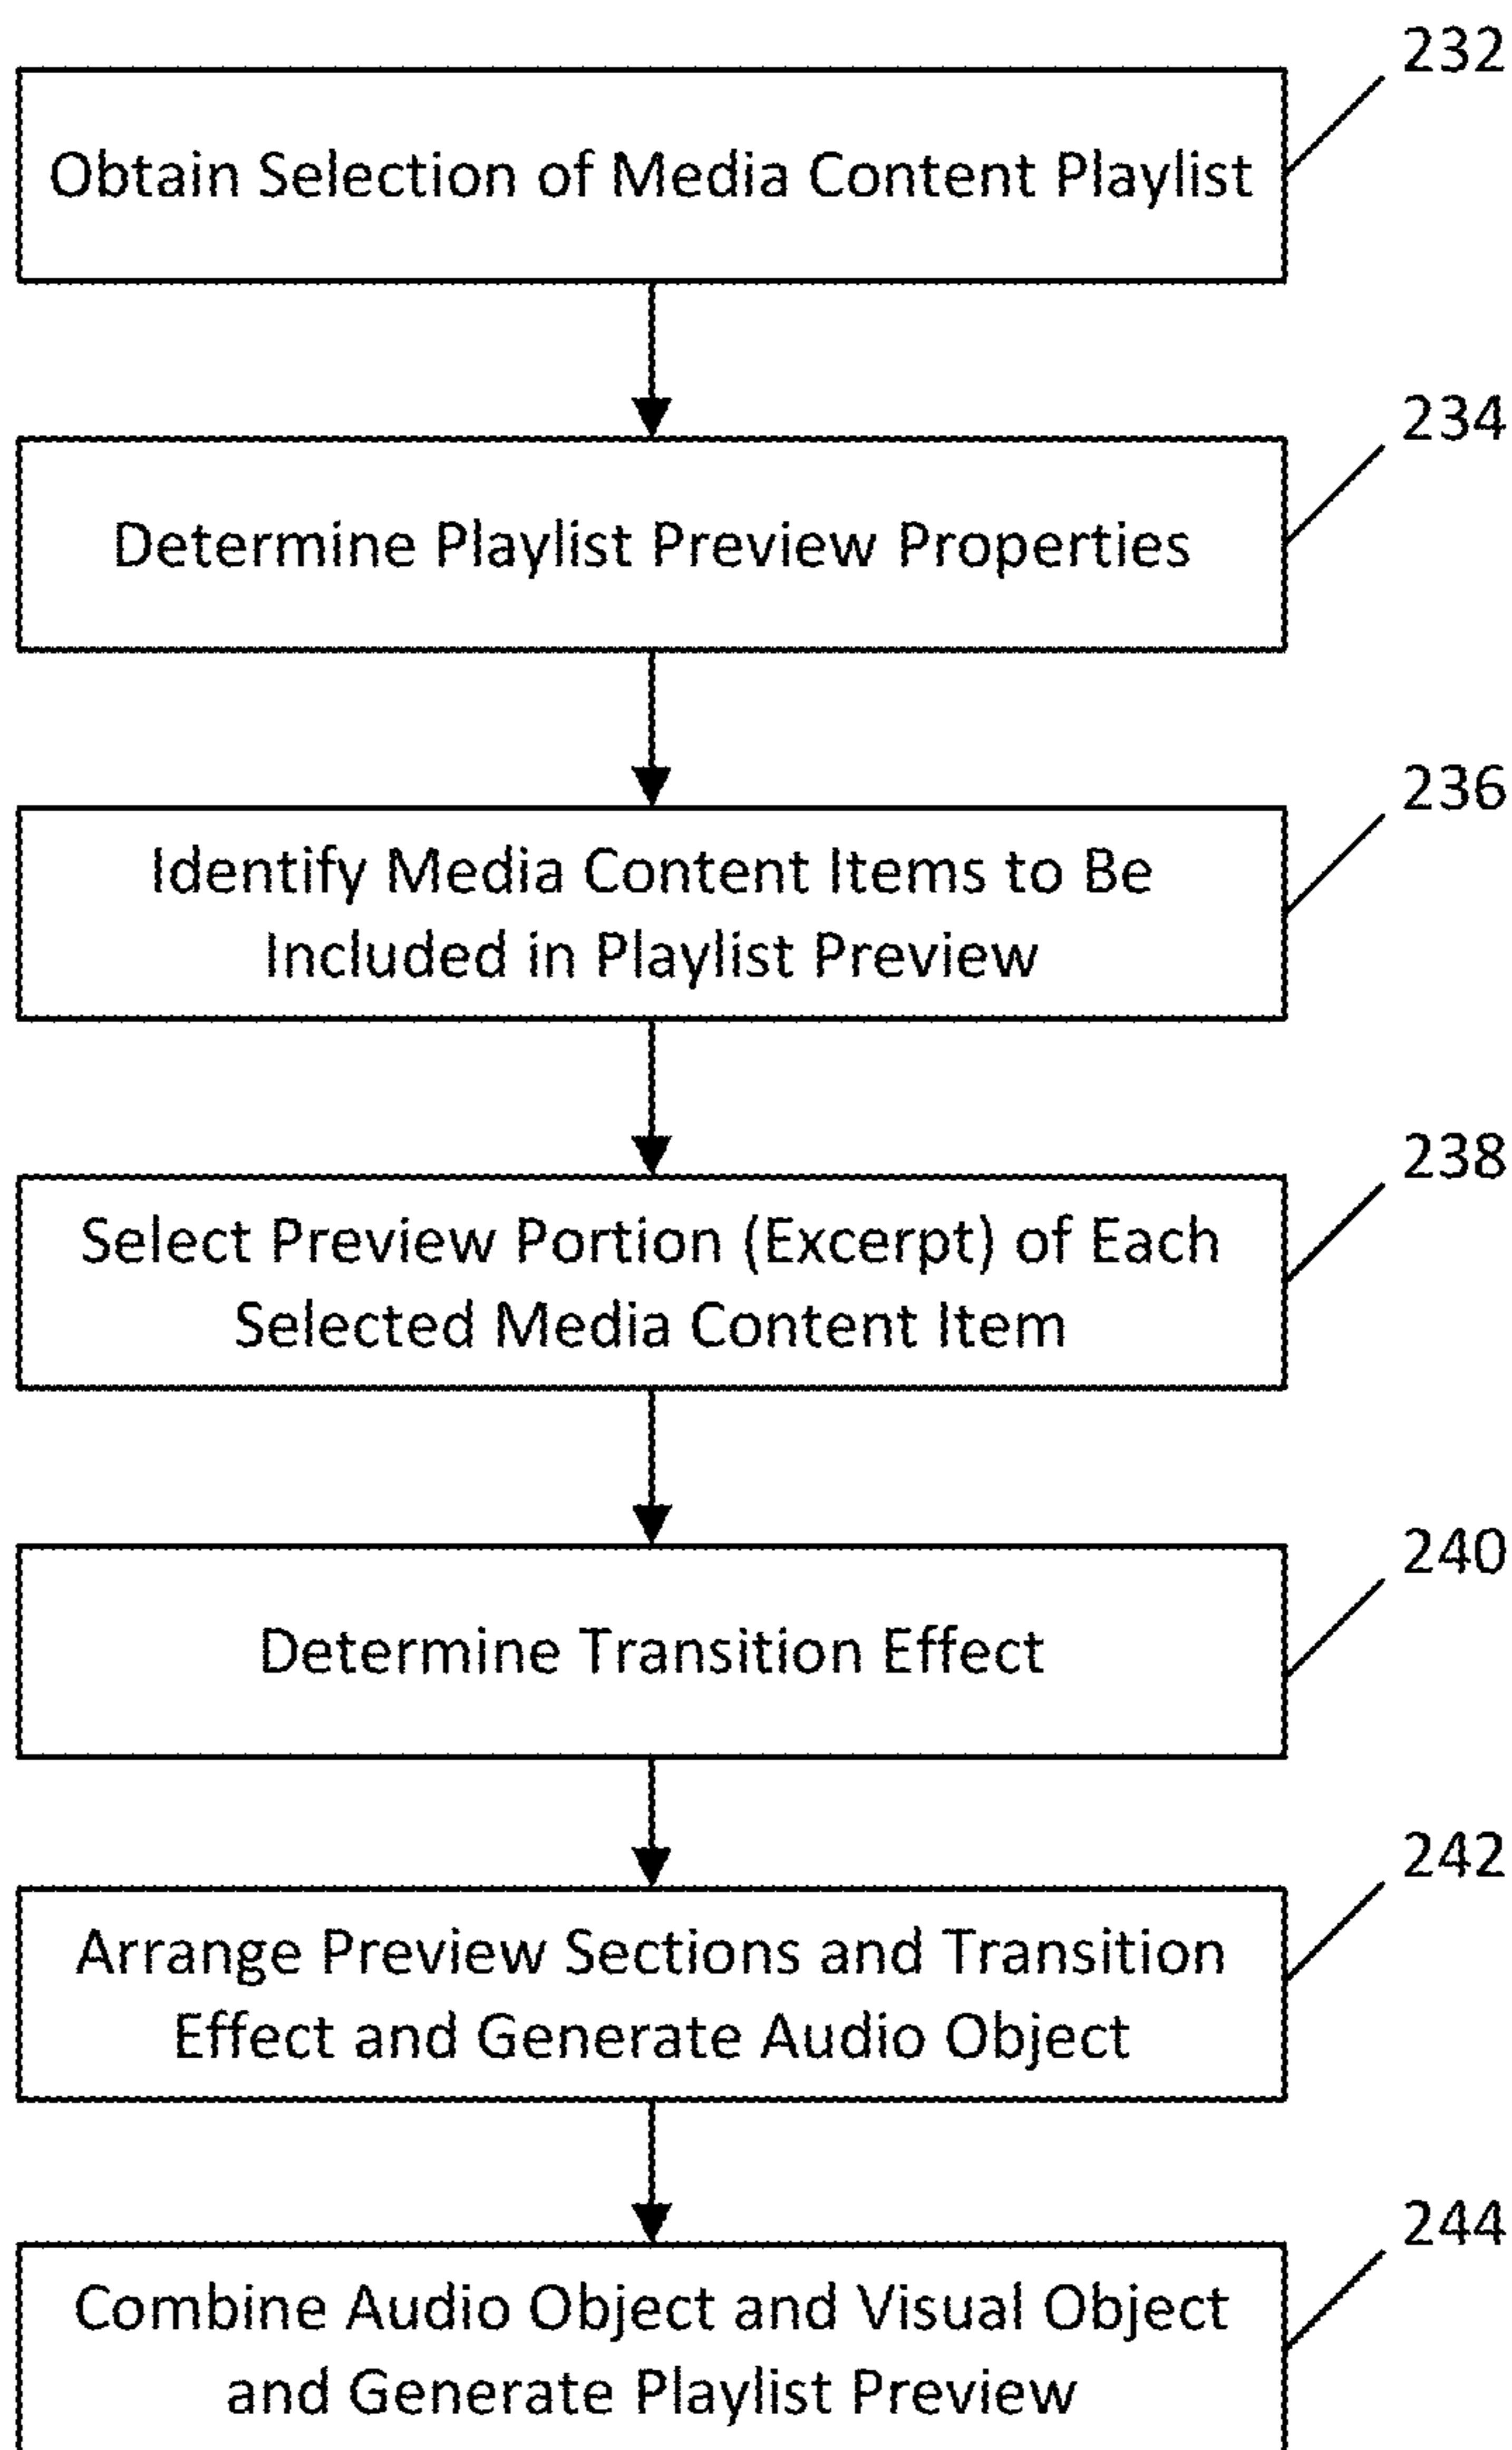 232
Obtain Selection of Media Content Playlist
234
Determine Playlist Preview Properties
236
Identify Media Content Items to Be
Included in Playlist Preview
238
Select Preview Portion (Excerpt) of Each
Selected Media Content Item
240
Determine Transition Effect
242
Arrange Preview Sections and Transition
Effect and Generate Audio Object
244
Combine Audio Object and Visual Object
and Generate Playlist Preview